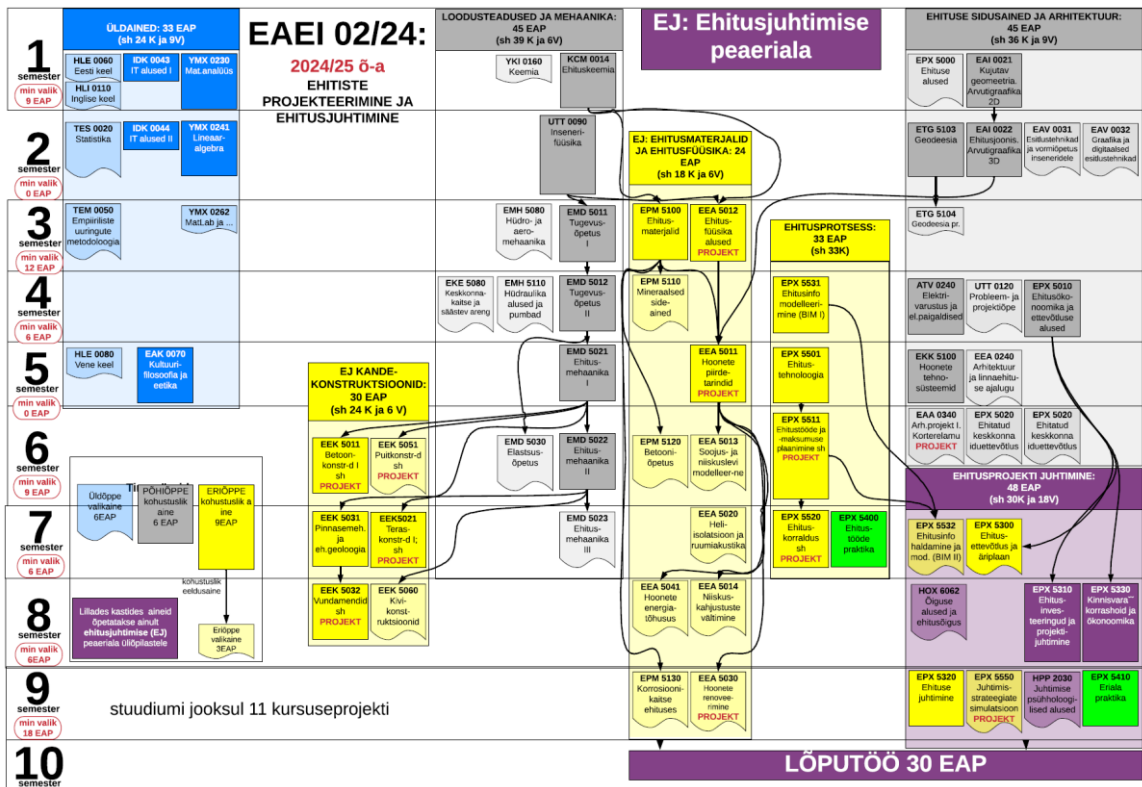 ÜLDAINED: 33 EAP
(sh 24 K ja 9V)
EAEI 02/24:
2024/25 õ-a
EHITISTE
PROJEKTEERIMINE JA
EHITUSJUHTIMINE
LOODUSTEADUSED JA MEHAANIKA:
45 EAP
(sh 39 K ja 6V)
EJ: Ehitusjuhtimise
peaeriala
EHITUSE SIDUSAINED JA ARHITEKTUUR:
45 EAP
(sh 36 K ja 9V)
1
semester
min valik
9 EAP
HLE 0060
Eesti keel
HLI 0110
Inglise keel
IDK 0043
IT alused I
YMX 0230
Mat.analüüs
YKI 0160
Keemia
KCM 0014
Ehituskeemia
EPX 5000
Ehituse
alused
EAI 0021
Kujutav
geomeetria.
Arvutigraafika
2D
2
semester
min valik
0 EAP
TES 0020
Statistika
IDK 0044
IT alused II
YMX 0241
Lineaar-
algebra
UTT 0090
Inseneri-
füüsika
EJ: EHITUSMATERJALID
JA EHITUSFÜÜSIKA: 24
EAP
(sh 18 K ja 6V)
ETG 5103
Geodeesia
EAI 0022
Ehitusjoonis.
Arvutigraafika
3D
EAV 0031
Esitlustehnikad
ja vormiõpetus
inseneridele
EAV 0032
Graafika ja
digitaalsed
esitlustehnikad
3
semester
min valik
12 EAP
TEM 0050
Empiiriliste
uuringute
metodoloogia
YMX 0262
MatLab ja ...
EMH 5080
Hüdro- ja
aero-
mehaanika
EMD 5011
Tugevus-
õpetus
I
EPM 5100
Ehitus-
materjalid
EEA 5012
Ehitus-
füüsika
alused
PROJEKT
EHITUSPROTSESS:
33 EAP
(sh 33K)
ETG 5104
Geodeesia pr.
4
semester
min valik
6 EAP
EKE 5080
Keskkonna-
kaitse ja
säästev areng
EMH 5110
Hüdraulika
alused ja
pumbad
EMD 5012
Tugevus-
õpetus
II
EPM 5110
Mineraalsed
side-
ained
EPX 5531
Ehitusinfo
modelleeri-
mine (BIM I)
ATV 0240
Elektri-
varustus ja
el.paigaldised
UTT 0120
Probleem- ja
projektiõpe
EPX 5010
Ehitusöko-
noomika ja
ettevõtluse
alused
5
semester
min valik
0 EAP
HLE 0080
Vene keel
EAK 0070
Kultuuri-
filosoofia ja
eetika
EJ KANDE-
KONSTRUKTSIOONID:
30 EAP
(sh 24 K ja 6 V)
EMD 5021
Ehitus-
mehaanika
I
EEA 5011
Hoonete
piirde-
tarindid
PROJEKT
EPX 5501
Ehitus-
tehnoloogia
EKK 5100
Hoonete
tehno-
süsteemid
EEA 0240
Arhitektuur
ja linnaehitu-
se ajalugu
6
semester
min valik
9 EAP
EEK 5011
Betoon-
konstr-d I
sh
PROJEKT
EEK 5051
Puitkonstr-d
sh
PROJEKT
EMD 5030
Elastsus-
õpetus
EMD 5022
Ehitus-
mehaanika
II
EPM 5120
Betooni-
õpetus
EEA 5013
Soojus- ja
niiskuslevi
modelleer-ne
EPX 5511
Ehitustööde ja
-maksumuse
plaanimine sh
PROJEKT
EAA 0340
Arh.projekt I.
Korterelamu
PROJEKT
EPX 5020
Ehitatud
keskkonna
iduettevõtlus
EPX 5020
Ehitatud
keskkonna
iduettevõtlus
EHITUSPROJEKTI JUHTIMINE:
48 EAP
(sh 30K ja 18V)
Üldõppe
valikaine
6EAP
PÕHIÕPPE
kohustuslik
aine
6 EAP
ERIÕPPE
kohustuslik a
ine
9EAP
kohustuslik
eeldusaine
Lillades kastides aineid
õpetatakse ainult
ehitusjuhtimise (EJ)
peaeriala üliõpilastele
Eriõppe
valikaine
3EAP
7
semester
min valik
6 EAP
EEK 5031
Pinnasemeh.
ja
eh.geoloogia
EEK5021
Teras-
konstr-d I;
sh
PROJEKT
EMD 5023
Ehitus-
mehaanika
III
EEA 5020
Heli-
isolatsioon ja
ruumiakustika
EPX 5520
Ehitus-
korraldus
sh
PROJEKT
EPX 5400
Ehitus-
tööde
praktika
EPX 5532
Ehitusinfo
haldamine ja
mod. (BIM II)
EPX 5300
Ehitus-
ettevõtlus ja
äriplaan
8
semester
min valik
6EAP
EEK 5032
Vundamendid
sh
PROJEKT
EEK 5060
Kivi-
konst-
ruktsioonid
EEA 5041
Hoonete
energia-
tõhusus
EEA 5014
Niiskus-
kahjustuste
vältimine
HOX 6062
Õiguse
alused ja
ehitusõigus
EPX 5310
Ehitus-
inves-
teeringud ja
projekti-
juhtimine
EPX 5330
Kinnisvara
korrashoid ja
ökonoomika
9
semester
min valik
18 EAP
stuudiumi jooksul 11 kursuseprojekti
EPM 5130
Korrosiooni-
kaitse
ehituses
EEA 5030
Hoonete
renovee-
rimine
PROJEKT
EPX 5320
Ehituse
juhtimine
EPX 5550
Juhtimis-
strateegiate
simulatsioon
PROJEKT
HPP 2030
Juhtimise
psühholoogi-
lised alused
EPX 5410
Eriala
praktika
10
semester
LÕPUTÖÖ 30 EAP